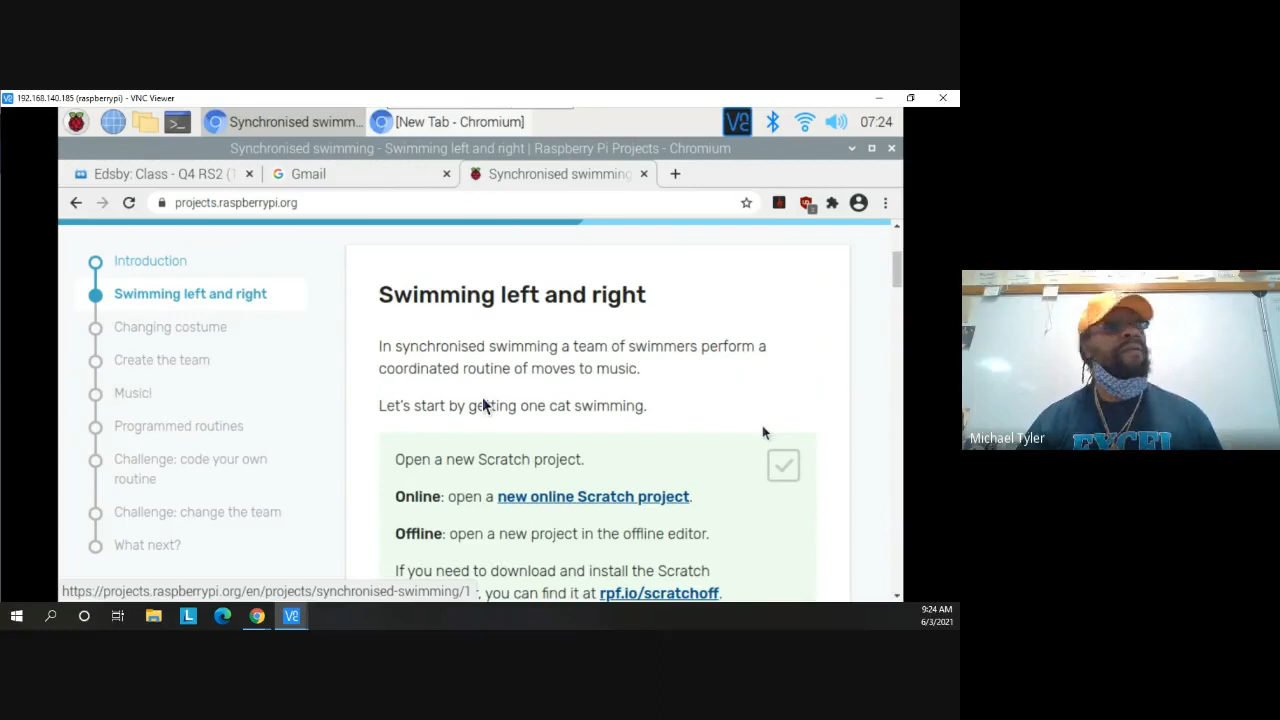 192.168.140.185 (raspberrypi) - VNC Viewer
Synchronised swimm...
[New Tab - Chromium]
07:24
Synchronised swimming - Swimming left and right | Raspberry Pi Projects - Chromium
Edsby: Class - Q4 RS2 (
Gmail
Synchronised swimming
projects.raspberrypi.org
Introduction
Swimming left and right
Changing costume
Create the team
Music!
Programmed routines
Challenge: code your own
routine
Challenge: change the team
What next?
Swimming left and right
In synchronised swimming a team of swimmers perform a
coordinated routine of moves to music.
Let's start by getting one cat swimming.
Open a new Scratch project.
Online: open a new online Scratch project.
Offline: open a new project in the offline editor.
If you need to download and install the Scratch
, you can find it at rpf.io/scratchoff.
https://projects.raspberrypi.org/en/projects/synchronised-swimming/1
9:24 AM
6/3/2021
Michael Tyler
EXCEL